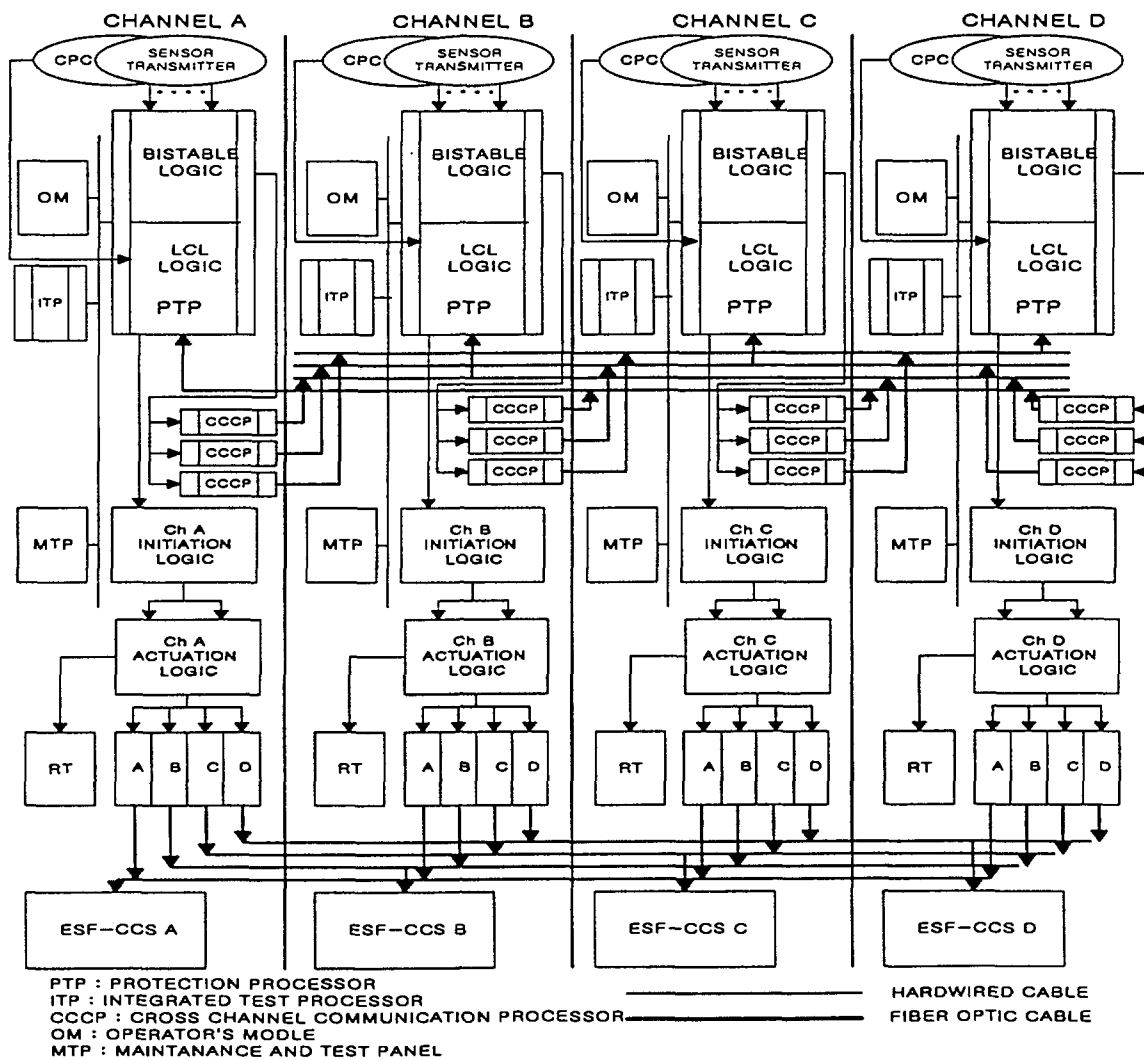 CHANNEL A
CHANNEL B
CHANNEL C
CHANNEL D
CPC
SENSOR
TRANSMITTER
CPC
SENSOR
TRANSMITTER
CPC
SENSOR
TRANSMITTER
CPC
SENSOR
TRANSMITTER
OM
BISTABLE
LOGIC
OM
BISTABLE
LOGIC
OM
BISTABLE
LOGIC
OM
BISTABLE
LOGIC
ITP
LCL
LOGIC
PTP
ITP
LCL
LOGIC
PTP
ITP
LCL
LOGIC
PTP
ITP
LCL
LOGIC
PTP
CCCP
CCCP
CCCP
CCCP
CCCP
CCCP
CCCP
CCCP
CCCP
CCCP
CCCP
CCCP
MTP
Ch A
INITIATION
LOGIC
MTP
Ch B
INITIATION
LOGIC
MTP
Ch C
INITIATION
LOGIC
MTP
Ch D
INITIATION
LOGIC
Ch A
ACTUATION
LOGIC
Ch B
ACTUATION
LOGIC
Ch C
ACTUATION
LOGIC
Ch D
ACTUATION
LOGIC
RT
A B C D
RT
A B C D
RT
A B C D
RT
A B C D
ESF-CCS A
ESF-CCS B
ESF-CCS C
ESF-CCS D
PTP : PROTECTION PROCESSOR
ITP : INTEGRATED TEST PROCESSOR
CCCP : CROSS CHANNEL COMMUNICATION PROCESSOR
OM : OPERATOR'S MODLE
MTP : MAINTANANCE AND TEST PANEL
HARDWIRED CABLE
FIBER OPTIC CABLE